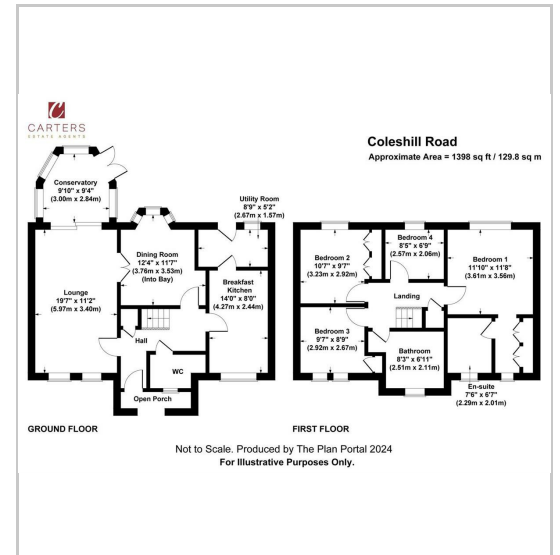 CARTERS
ESTATE AGENTS
Coleshill Road
Approximate Area = 1398 sq ft / 129.8 sq m
Conservatory
9'10" x 9'4"
(3.00m x 2.84m)
Utility Room
8'9" x 5'2"
(2.67m x 1.57m)
Dining Room
12'4" x 11'7"
(3.76m x 3.53m)
(Into Bay)
Lounge
19'7" x 11'2"
(5.97m x 3.40m)
Breakfast
Kitchen
14'0" x 8'0"
(4.27m x 2.44m)
Hall
WC
Open Porch
GROUND FLOOR
Bedroom 2
10'7" x 9'7"
(3.23m x 2.92m)
Bedroom 4
8'5" x 6'9"
(2.57m x 2.06m)
Bedroom 1
11'10" x 11'8"
(3.61m x 3.56m)
Landing
Bedroom 3
9'7" x 8'9"
(2.92m x 2.67m)
Bathroom
8'3" x 6'11"
(2.51m x 2.11m)
En-suite
7'6" x 6'7"
(2.29m x 2.01m)
FIRST FLOOR
Not to Scale. Produced by The Plan Portal 2024
For Illustrative Purposes Only.